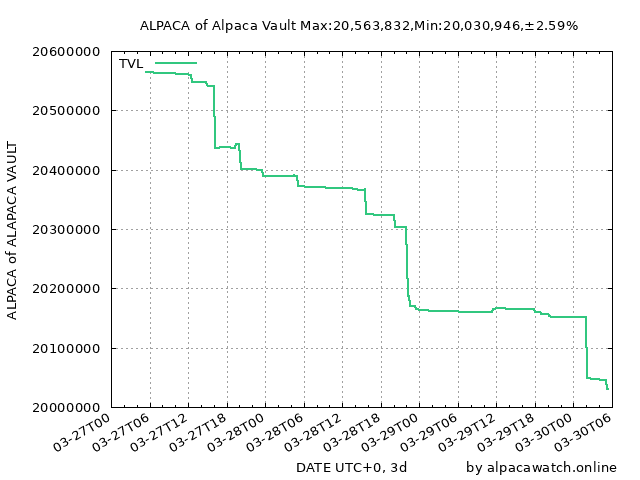 ALPACA of Alpaca Vault Max:20,563,832,Min:20,030,946,±2.59%
TVL
ALPACA of ALAPACA VAULT
20600000
20500000
20400000
20300000
20200000
20100000
20000000
03-27T00 03-27T06 03-27T12 03-27T18 03-28T00 03-28T06 03-28T12 03-28T18 03-29T00 03-29T06 03-29T12 03-29T18 03-30T00 03-30T06
DATE UTC+0, 3d by alpacawatch.online